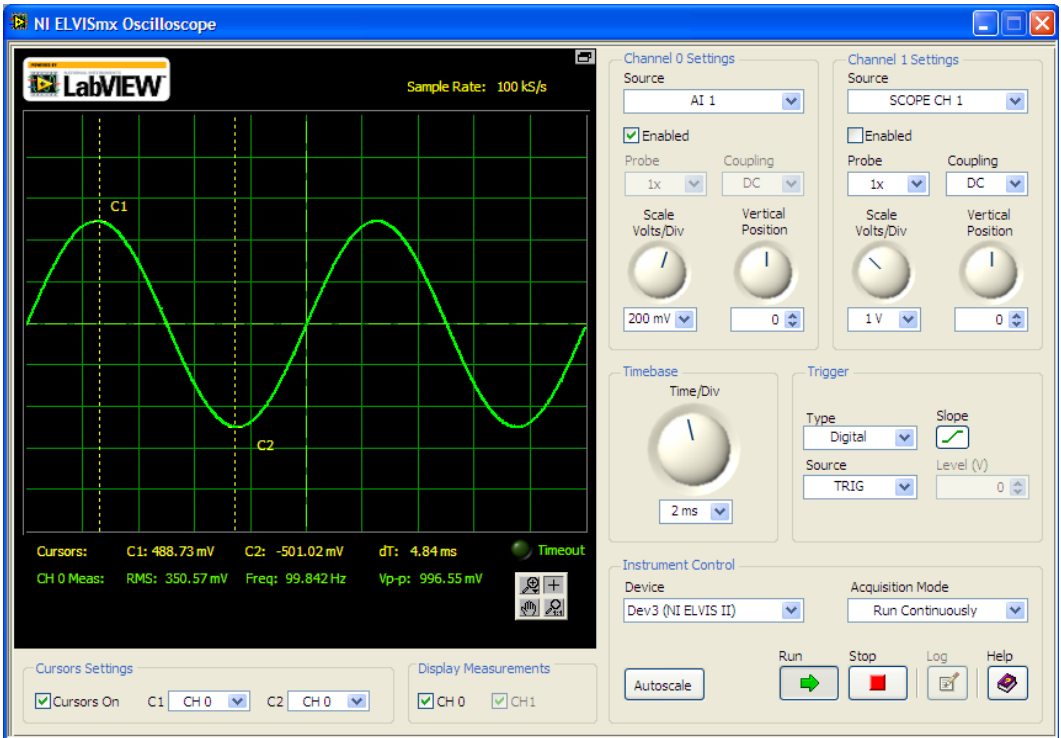 NI ELVISmx Oscilloscope
POWERED BY
NATIONAL INSTRUMENTS
LabVIEW
Sample Rate: 100 kS/s
C1
C2
Cursors: C1: 488.73 mV C2: -501.02 mV dT: 4.84 ms Timeout
CH 0 Meas: RMS: 350.57 mV Freq: 99.842 Hz Vp-p: 996.55 mV
Cursors Settings
Cursors On C1 CH 0 C2 CH 0
Display Measurements
CH 0 CH1
Channel 0 Settings
Source
AI 1
Enabled
Probe Coupling
1x DC
Scale Vertical
Volts/Div Position
200 mV 0
Channel 1 Settings
Source
SCOPE CH 1
Enabled
Probe Coupling
1x DC
Scale Vertical
Volts/Div Position
1 V 0
Timebase
Time/Div
2 ms
Trigger
Type Slope
Digital
Source Level (V)
TRIG 0
Instrument Control
Device Acquisition Mode
Dev3 (NI ELVIS II) Run Continuously
Run Stop Log Help
Autoscale